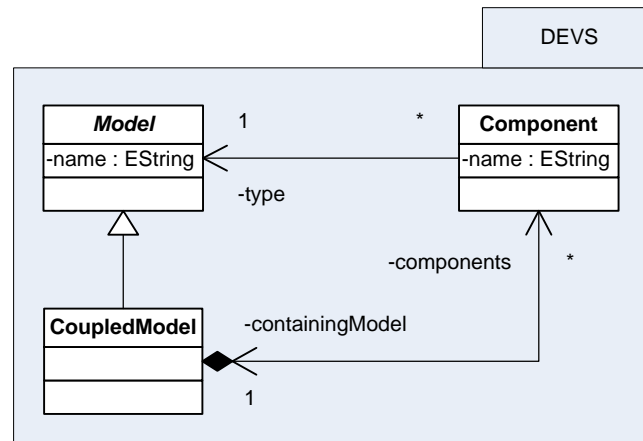 DEVS
Model
1
*
Component
-name : EString
-name : EString
-type
-components
*
CoupledModel
-containingModel
1